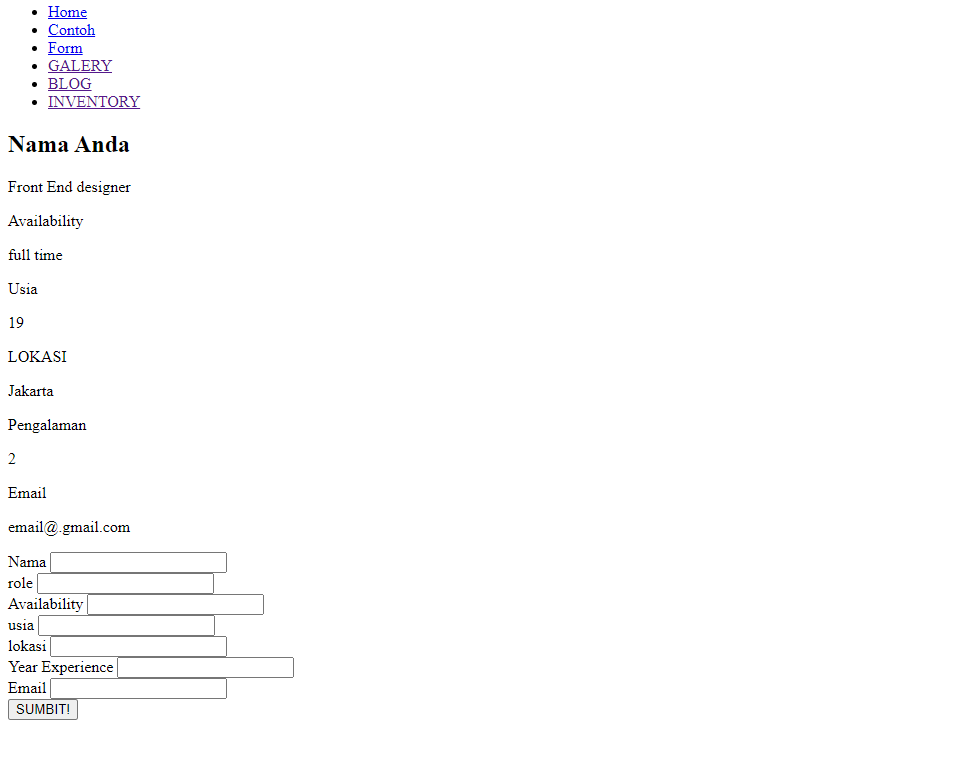 Home
Contoh
Form
GALERY
BLOG
INVENTORY
Nama Anda
Front End designer
Availability
full time
Usia
19
LOKASI
Jakarta
Pengalaman
2
Email
email@.gmail.com
Nama
role
Availability
usia
lokasi
Year Experience
Email
SUMBIT!